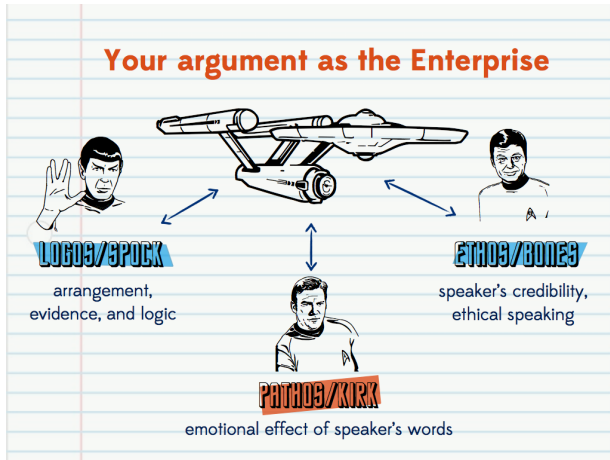 Your argument as the Enterprise
LOGOS/SPOCK
arrangement,
evidence, and logic
ETHOS/BONES
speaker's credibility,
ethical speaking
PATHOS/KIRK
emotional effect of speaker's words